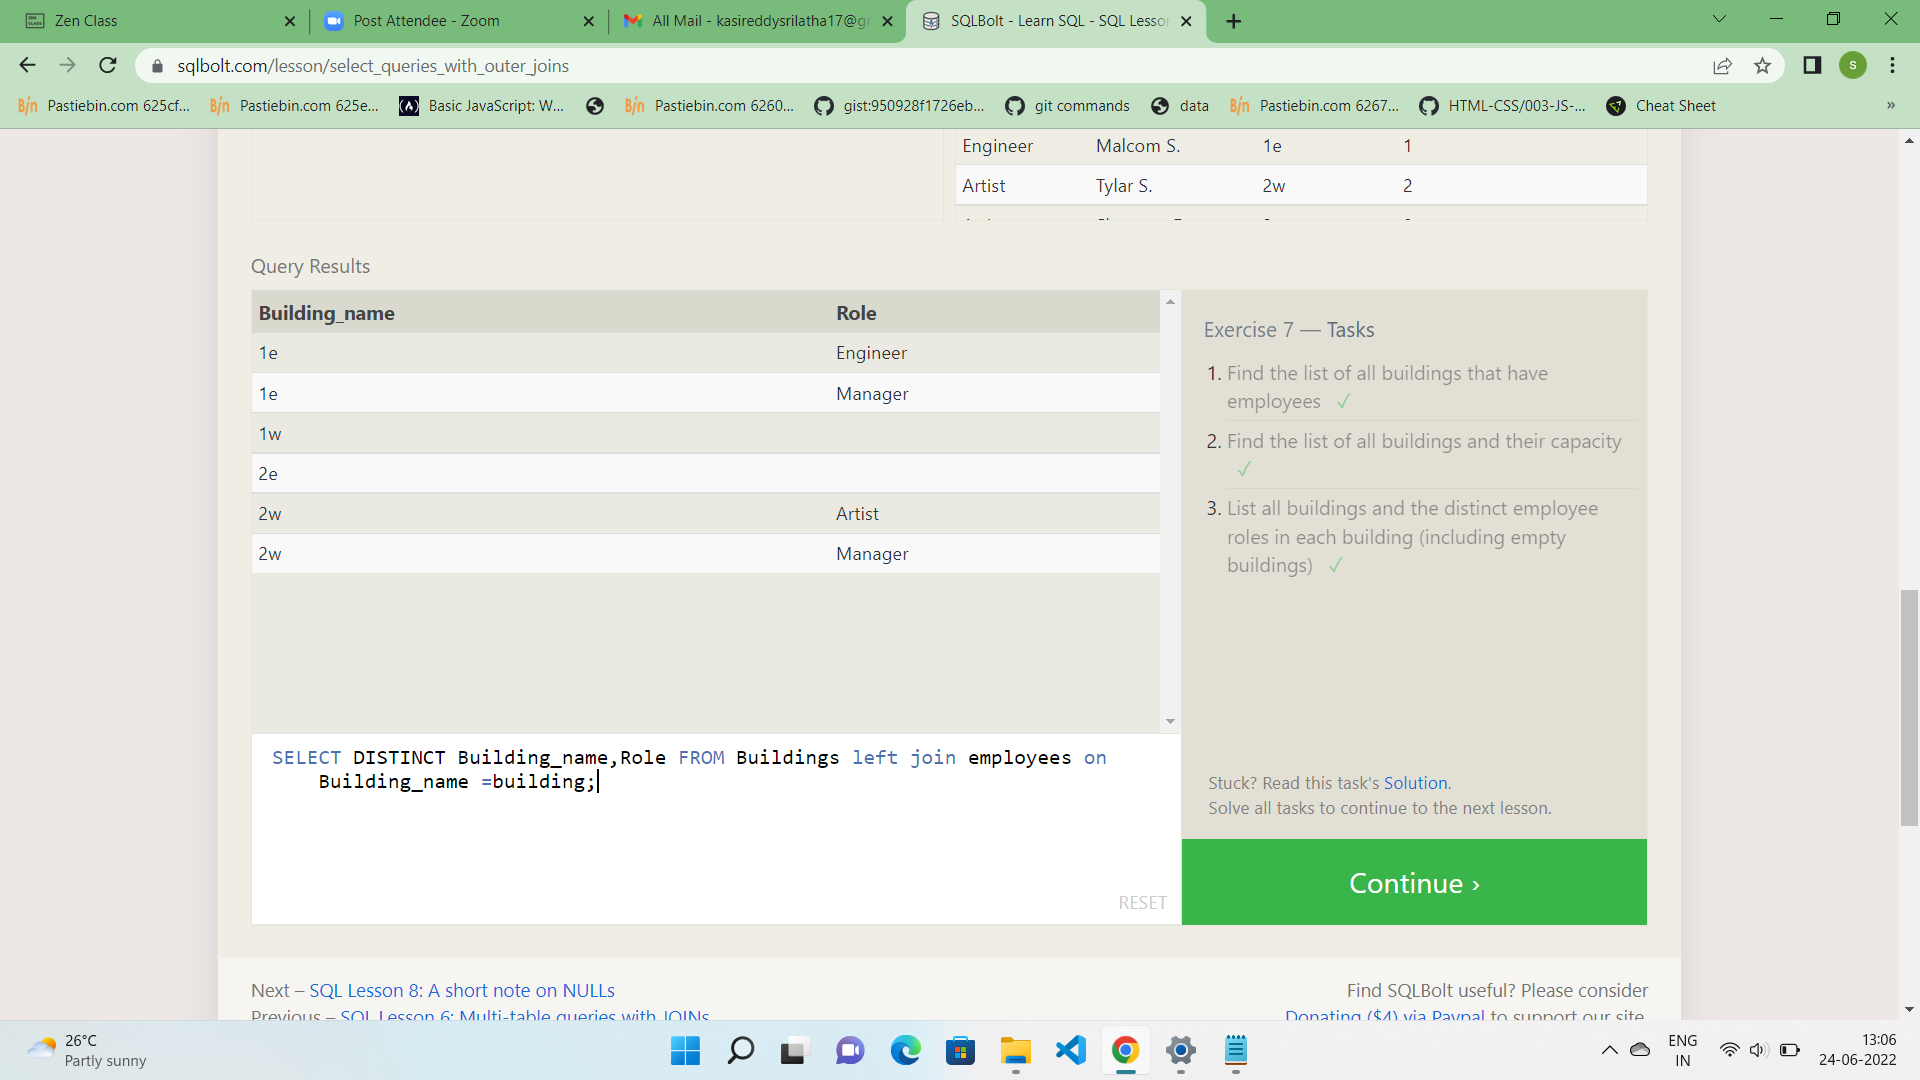 Zen Class
Post Attendee - Zoom
All Mail - kasireddysrilatha17@g
SQLBolt - Learn SQL - SQL Lesson
sqlbolt.com/lesson/select_queries_with_outer_joins
S
Pastiebin.com 625cf...
Pastiebin.com 625e...
Basic JavaScript: W...
Pastiebin.com 6260...
gist:950928f1726eb...
git commands
data
Pastiebin.com 6267...
HTML-CSS/003-JS-...
Cheat Sheet
»
Engineer Malcom S. 1e 1
Artist Tylar S. 2w 2
Query Results
Building_name Role
1e Engineer
1e Manager
1w
2e
2w Artist
2w Manager
Exercise 7 — Tasks
1. Find the list of all buildings that have
employees ✓
2. Find the list of all buildings and their capacity
✓
3. List all buildings and the distinct employee
roles in each building (including empty
buildings) ✓
SELECT DISTINCT Building_name,Role FROM Buildings left join employees on
Building_name =building;
RESET
Stuck? Read this task's Solution.
Solve all tasks to continue to the next lesson.
Continue ›
Next – SQL Lesson 8: A short note on NULLs
Previous – SQL Lesson 6: Multi-table queries with JOINs
Find SQLBolt useful? Please consider
Donating ($4) via Paypal to support our site.
26°C
Partly sunny
ENG
IN
13:06
24-06-2022